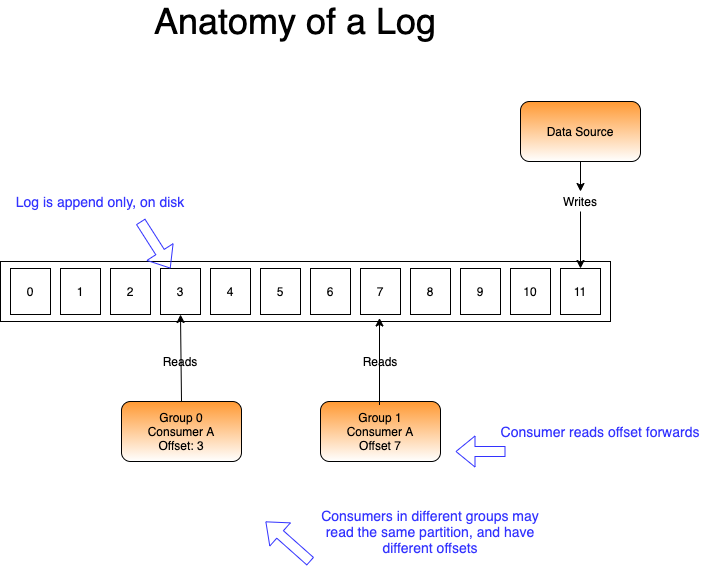 Anatomy of a Log
Data Source
Writes
Log is append only, on disk
0 1 2 3 4 5 6 7 8 9 10 11
Reads
Reads
Group 0
Consumer A
Offset: 3
Group 1
Consumer A
Offset 7
Consumer reads offset forwards
Consumers in different groups may
read the same partition, and have
different offsets